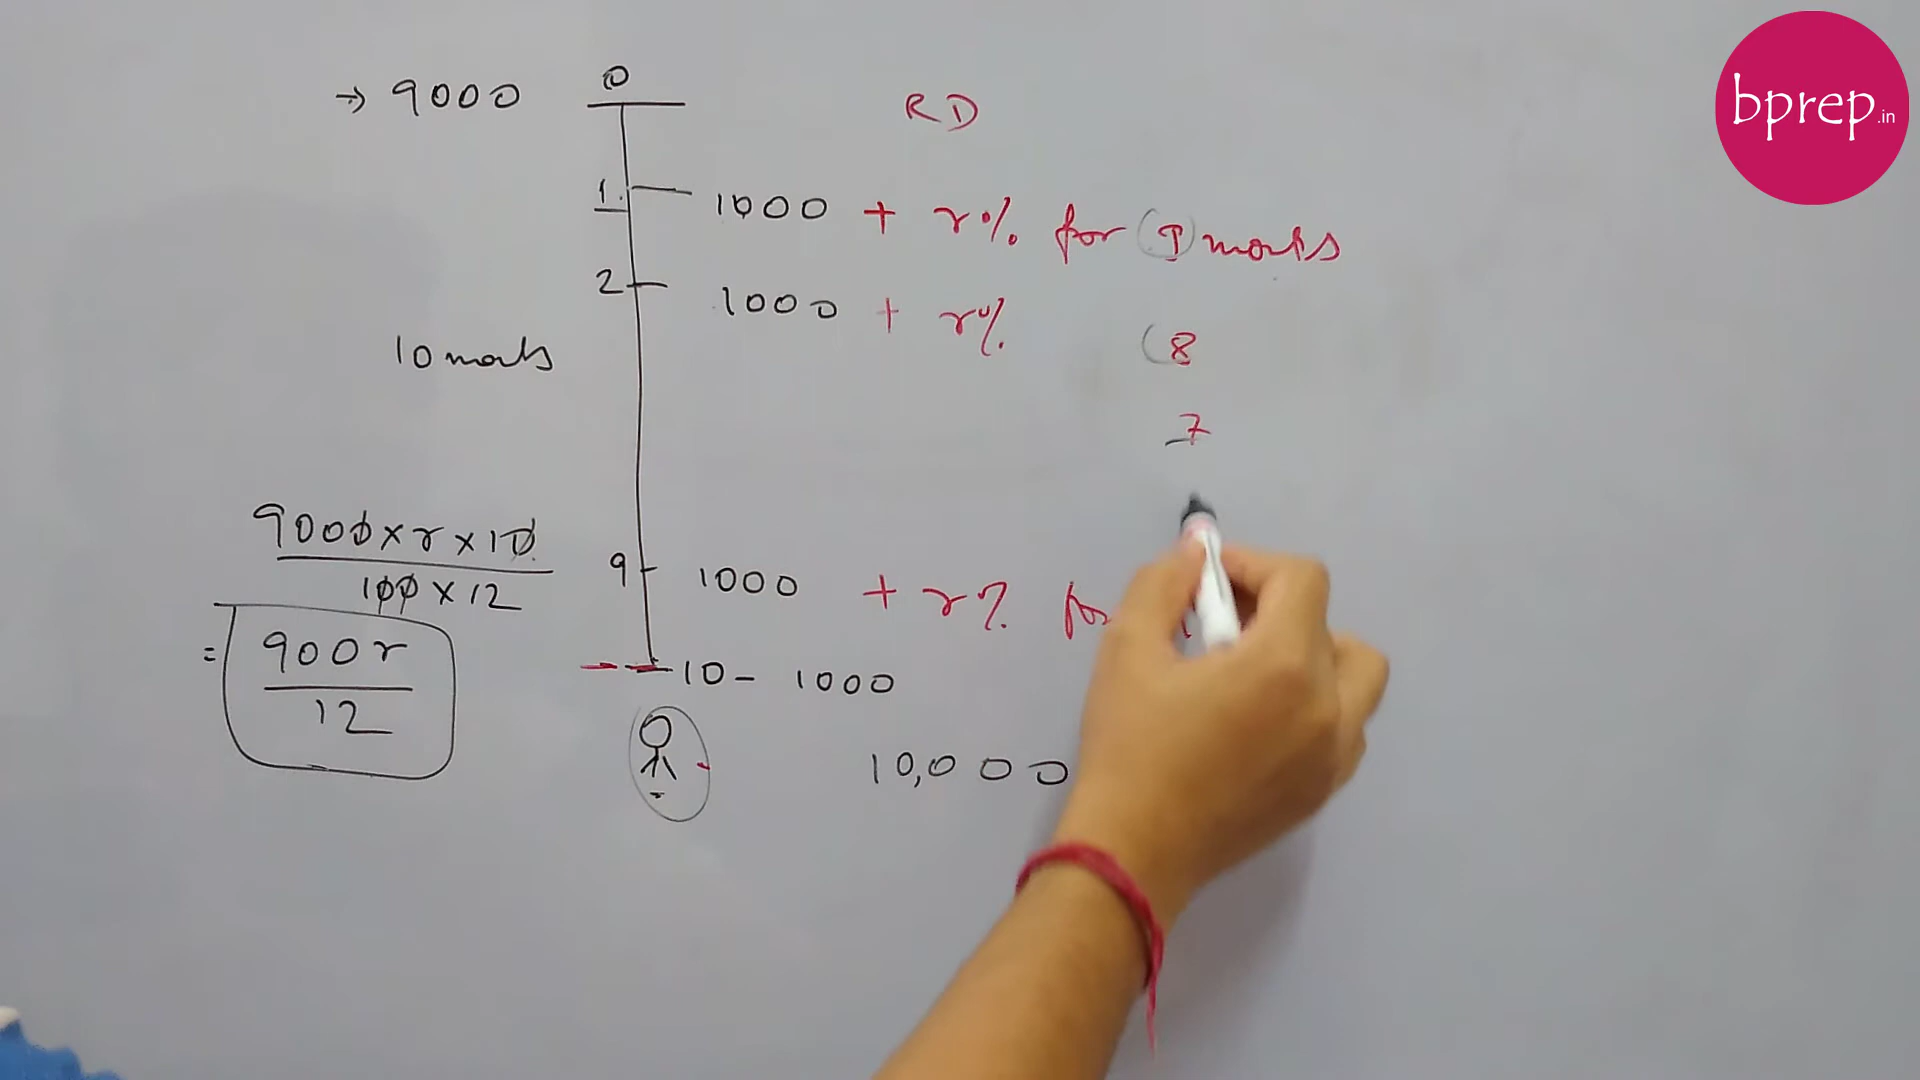 → 9000 0 RD
1. 1000 + r% for (9) months
2 1000 + r% (8
10 months
7
9000 x r x 10
100 x 12
9 1000 + r% for
= 900r
12
10 - 1000
10,000
bprep.in